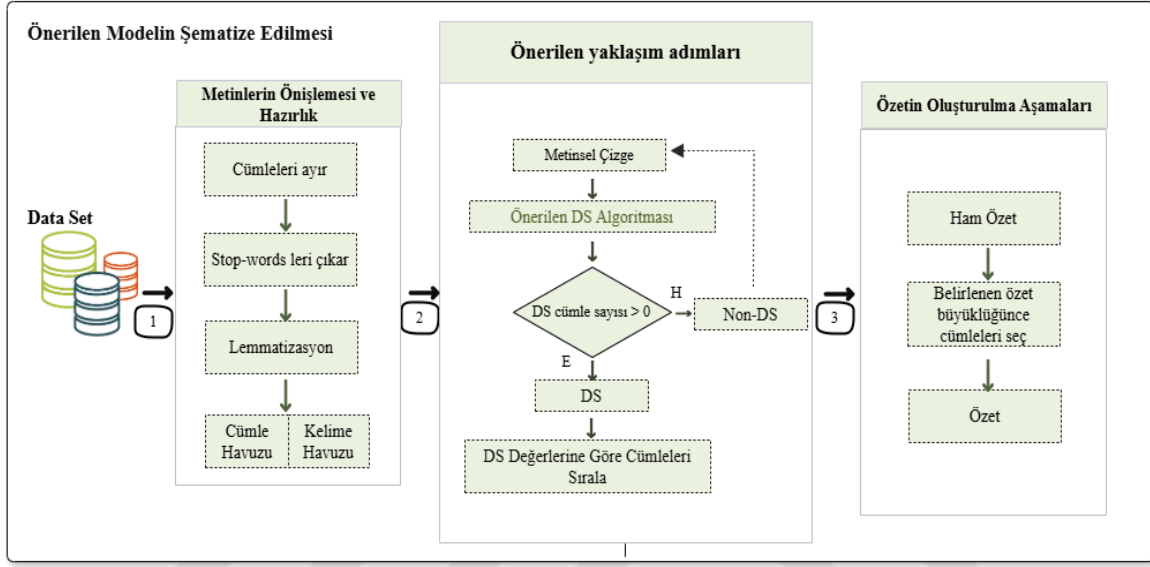 Önerilen Modelin Şematize Edilmesi
Data Set
1
Metinlerin Önişlemesi ve
Hazırlık
Cümleleri ayır
Stop-words leri çıkar
Lemmatizasyon
Cümle
Havuzu
Kelime
Havuzu
2
Önerilen yaklaşım adımları
Metinsel Çizge
Önerilen DS Algoritması
DS cümle sayısı > 0
H
Non-DS
E
DS
DS Değerlerine Göre Cümleleri
Sırala
3
Özetin Oluşturulma Aşamaları
Ham Özet
Belirlenen özet
büyüklüğünce
cümleleri seç
Özet